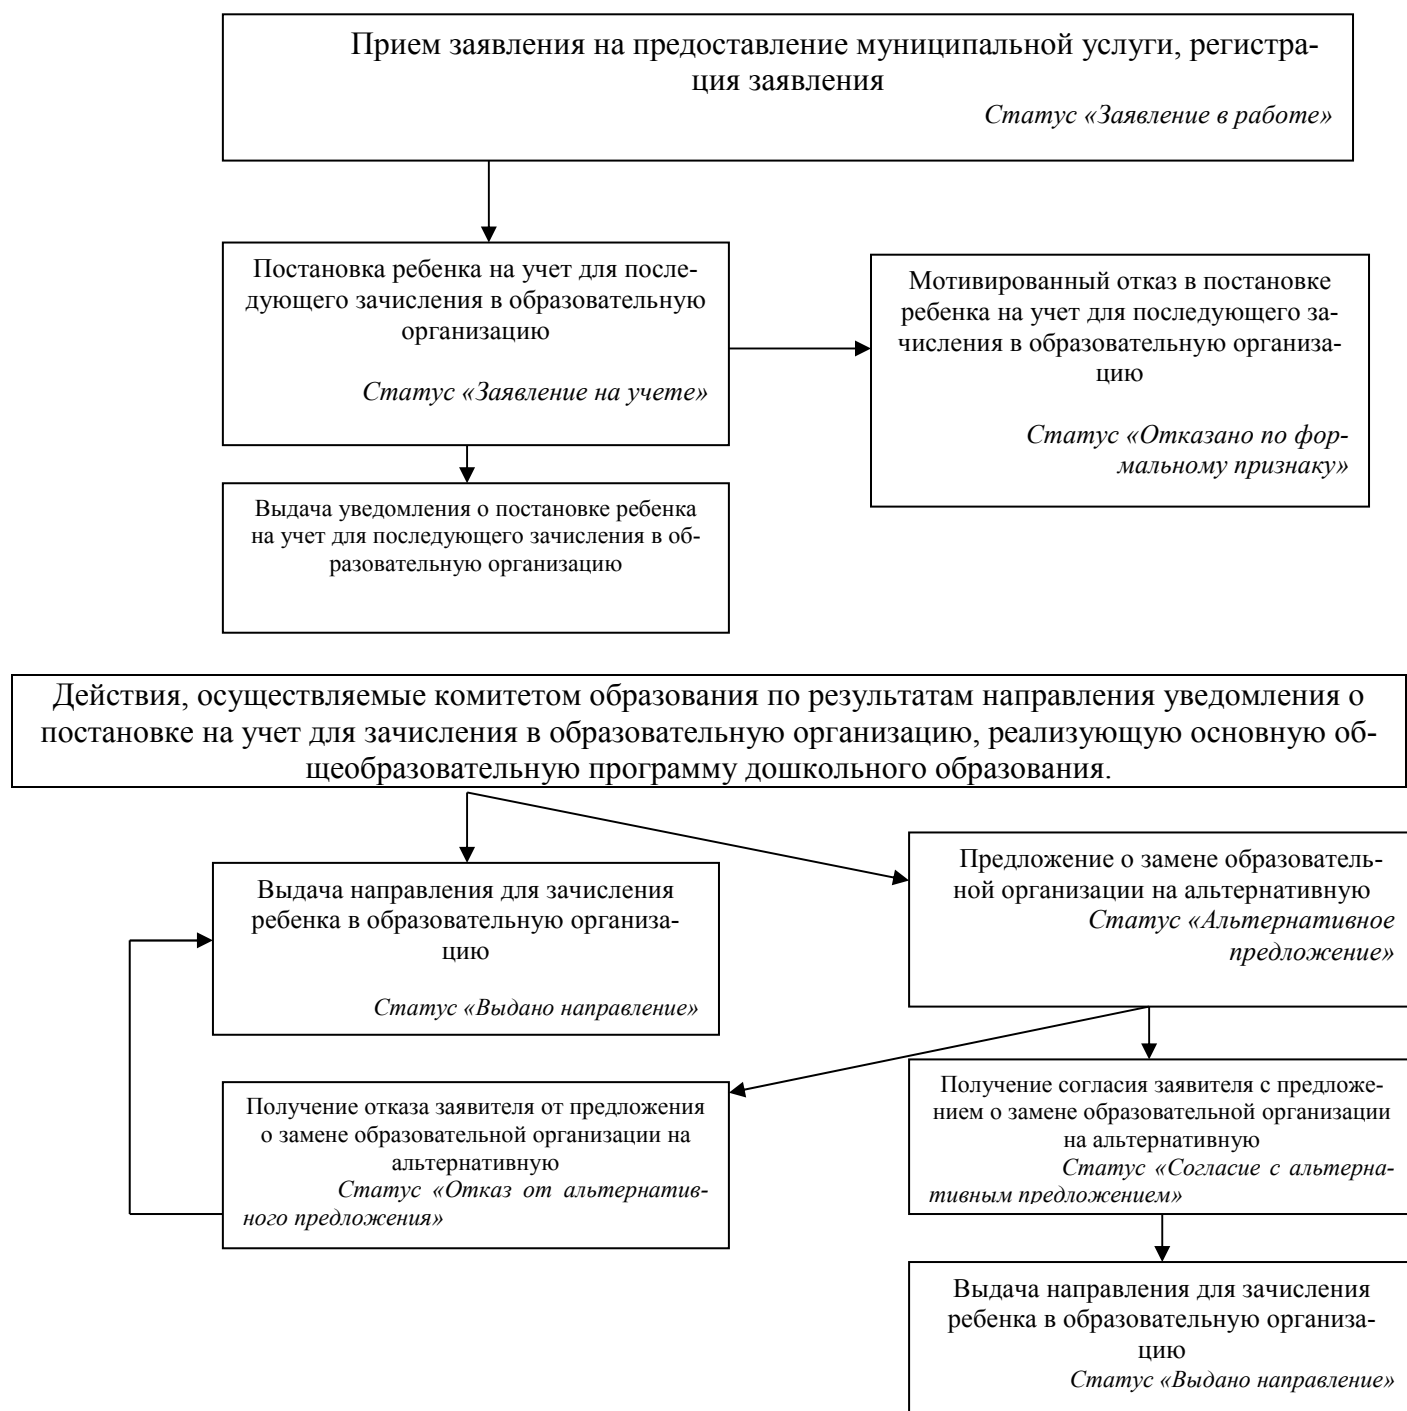 Прием заявления на предоставление муниципальной услуги, регистра-
ция заявления
Статус «Заявление в работе»
Постановка ребенка на учет для после-
дующего зачисления в образовательную
организацию
Статус «Заявление на учете»
Мотивированный отказ в постановке
ребенка на учет для последующего за-
числения в образовательную организа-
цию
Статус «Отказано по фор-
мальному признаку»
Выдача уведомления о постановке ребенка
на учет для последующего зачисления в об-
разовательную организацию
Действия, осуществляемые комитетом образования по результатам направления уведомления о
постановке на учет для зачисления в образовательную организацию, реализующую основную об-
щеобразовательную программу дошкольного образования.
Выдача направления для зачисления
ребенка в образовательную организа-
цию
Статус «Выдано направление»
Предложение о замене образователь-
ной организации на альтернативную
Статус «Альтернативное
предложение»
Получение отказа заявителя от предложения
о замене образовательной организации на
альтернативную
Статус «Отказ от альтернатив-
ного предложения»
Получение согласия заявителя с предложе-
нием о замене образовательной организации
на альтернативную
Статус «Согласие с альтерна-
тивным предложением»
Выдача направления для зачисления
ребенка в образовательную организа-
цию
Статус «Выдано направление»